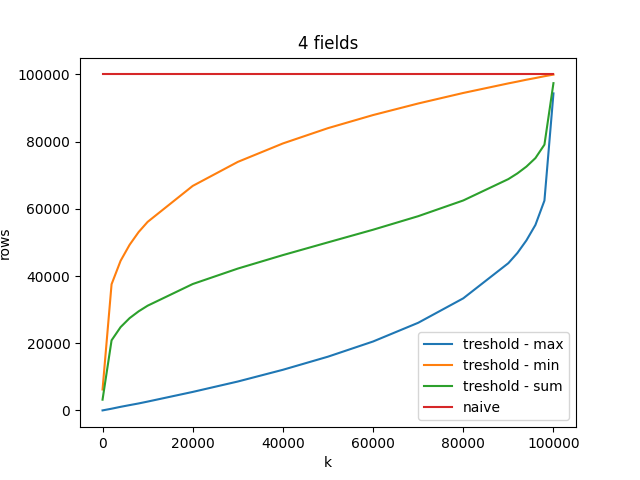 4 fields
100000
80000
60000
40000
20000
0
rows
0 20000 40000 60000 80000 100000
k
treshold - max
treshold - min
treshold - sum
naive